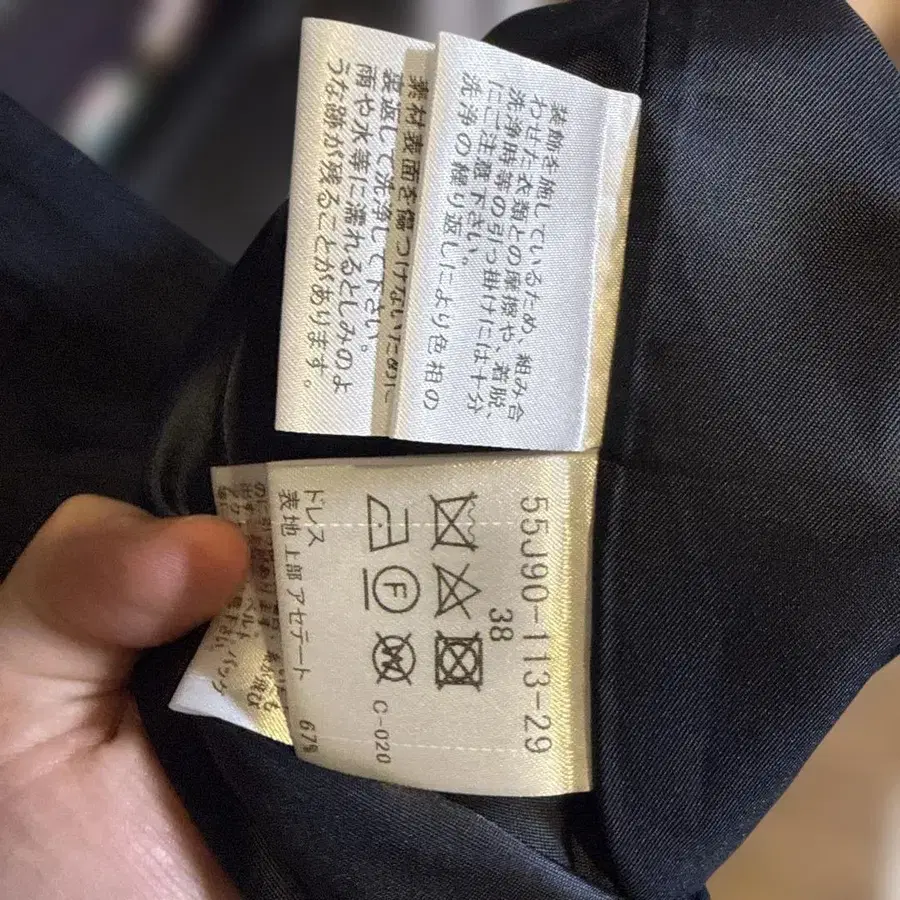 装飾を施しているため、組み合
わせた衣類との摩擦や、着脱、
洗浄時等の引っ掛けには十分
にご注意下さい。
洗浄の繰り返しにより色相の
素材表面を傷つけないために
裏返して洗浄して下さい。
雨や水等に濡れるとしみのよ
うな跡が残ることがあります。
55J90-113-29
38
F
W
C-020
ドレス
表地 上部 アセテート 67%